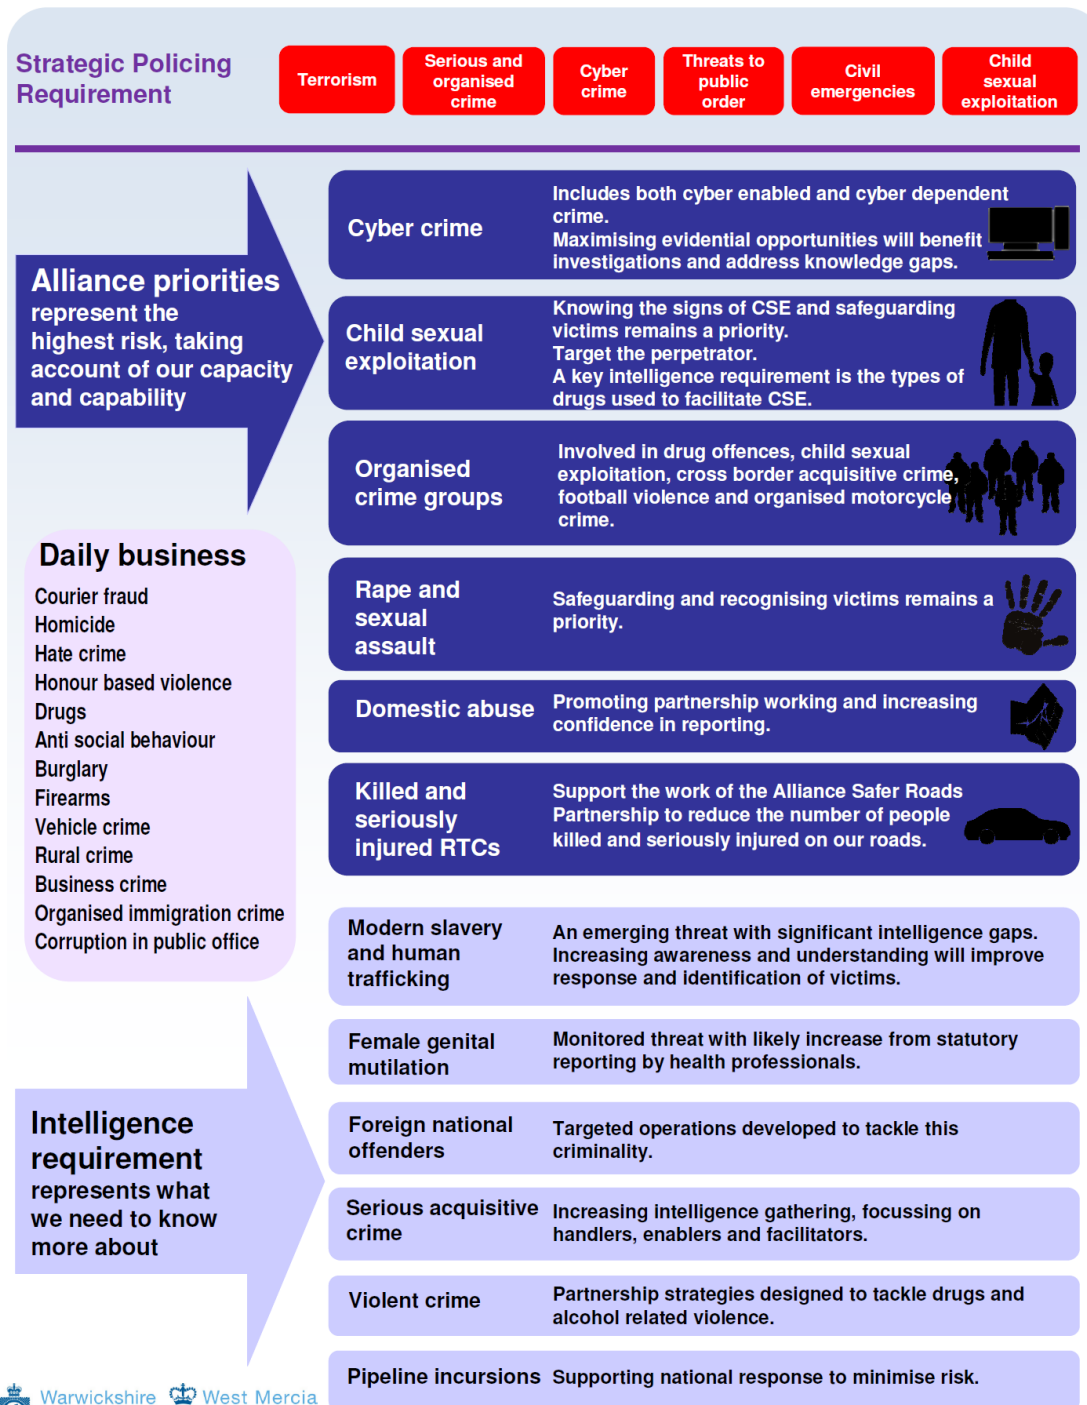 Strategic Policing
Requirement
Terrorism
Serious and
organised
crime
Cyber
crime
Threats to
public
order
Civil
emergencies
Child
sexual
exploitation
Alliance priorities
represent the
highest risk, taking
account of our capacity
and capability
Cyber crime
Includes both cyber enabled and cyber dependent
crime.
Maximising evidential opportunities will benefit
investigations and address knowledge gaps.
Child sexual
exploitation
Knowing the signs of CSE and safeguarding
victims remains a priority.
Target the perpetrator.
A key intelligence requirement is the types of
drugs used to facilitate CSE.
Organised
crime groups
Involved in drug offences, child sexual
exploitation, cross border acquisitive crime,
football violence and organised motorcycle
crime.
Rape and
sexual
assault
Safeguarding and recognising victims remains a
priority.
Domestic abuse
Promoting partnership working and increasing
confidence in reporting.
Killed and
seriously
injured RTCs
Support the work of the Alliance Safer Roads
Partnership to reduce the number of people
killed and seriously injured on our roads.
Daily business
Courier fraud
Homicide
Hate crime
Honour based violence
Drugs
Anti social behaviour
Burglary
Firearms
Vehicle crime
Rural crime
Business crime
Organised immigration crime
Corruption in public office
Intelligence
requirement
represents what
we need to know
more about
Modern slavery
and human
trafficking
An emerging threat with significant intelligence gaps.
Increasing awareness and understanding will improve
response and identification of victims.
Female genital
mutilation
Monitored threat with likely increase from statutory
reporting by health professionals.
Foreign national
offenders
Targeted operations developed to tackle this
criminality.
Serious acquisitive
crime
Increasing intelligence gathering, focussing on
handlers, enablers and facilitators.
Violent crime
Partnership strategies designed to tackle drugs and
alcohol related violence.
Pipeline incursions
Supporting national response to minimise risk.
Warwickshire
West Mercia